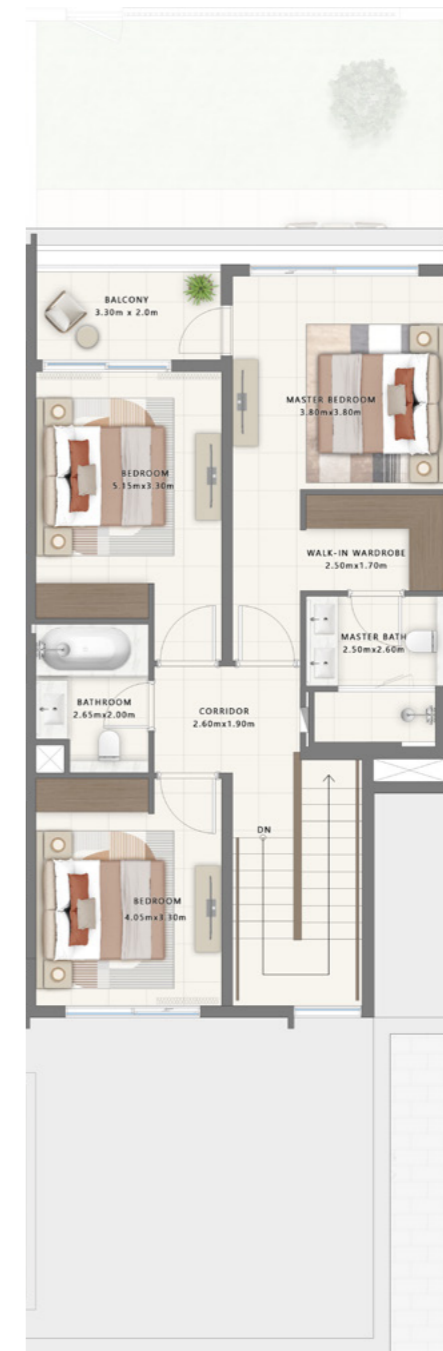 BALCONY
3.30m x 2.0m
MASTER BEDROOM
3.80mx3.80m
BEDROOM
5.15mx3.30m
WALK-IN WARDROBE
2.50mx1.70m
MASTER BATH
2.50mx2.60m
BATHROOM
2.65mx2.00m
CORRIDOR
2.60mx1.90m
DN
BEDROOM
4.05mx3.30m